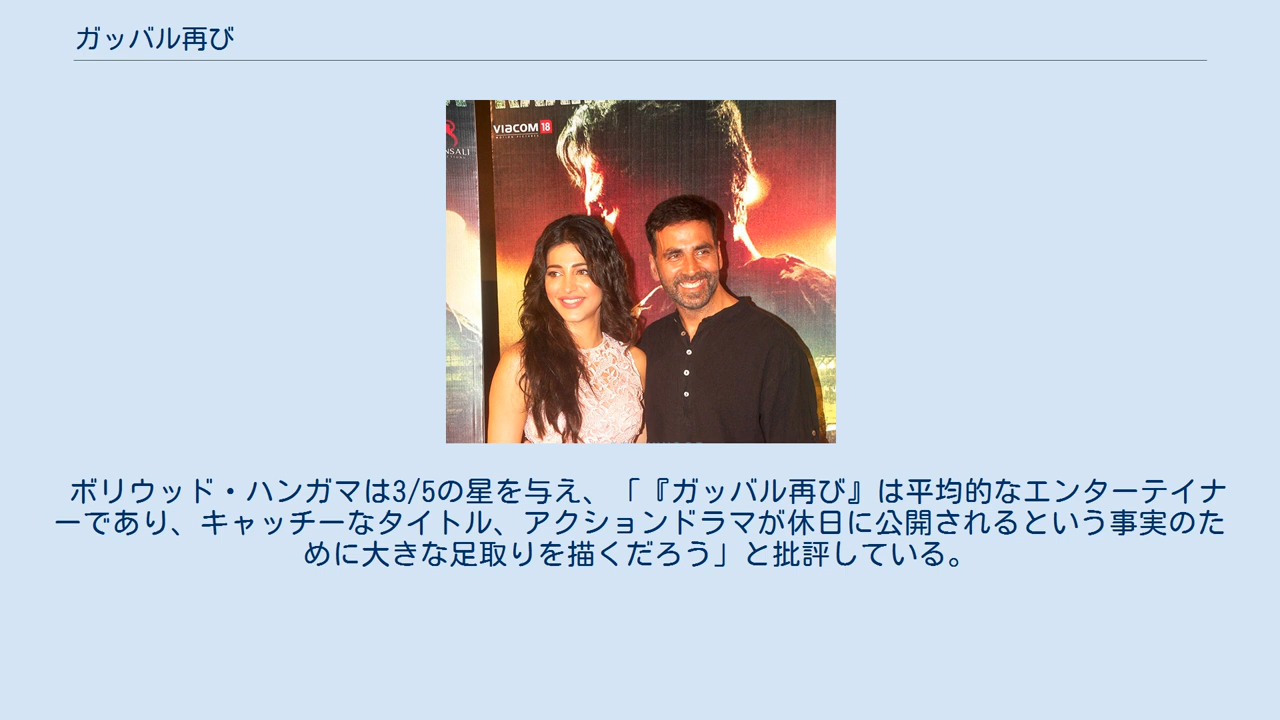 ガッバル再び
VIACOM 18
NSALI
ボリウッド・ハンガマは3/5の星を与え、「『ガッバル再び』は平均的なエンターテイナ
ーであり、キャッチーなタイトル、アクションドラマが休日に公開されるという事実のた
めに大きな足取りを描くだろう」と批評している。